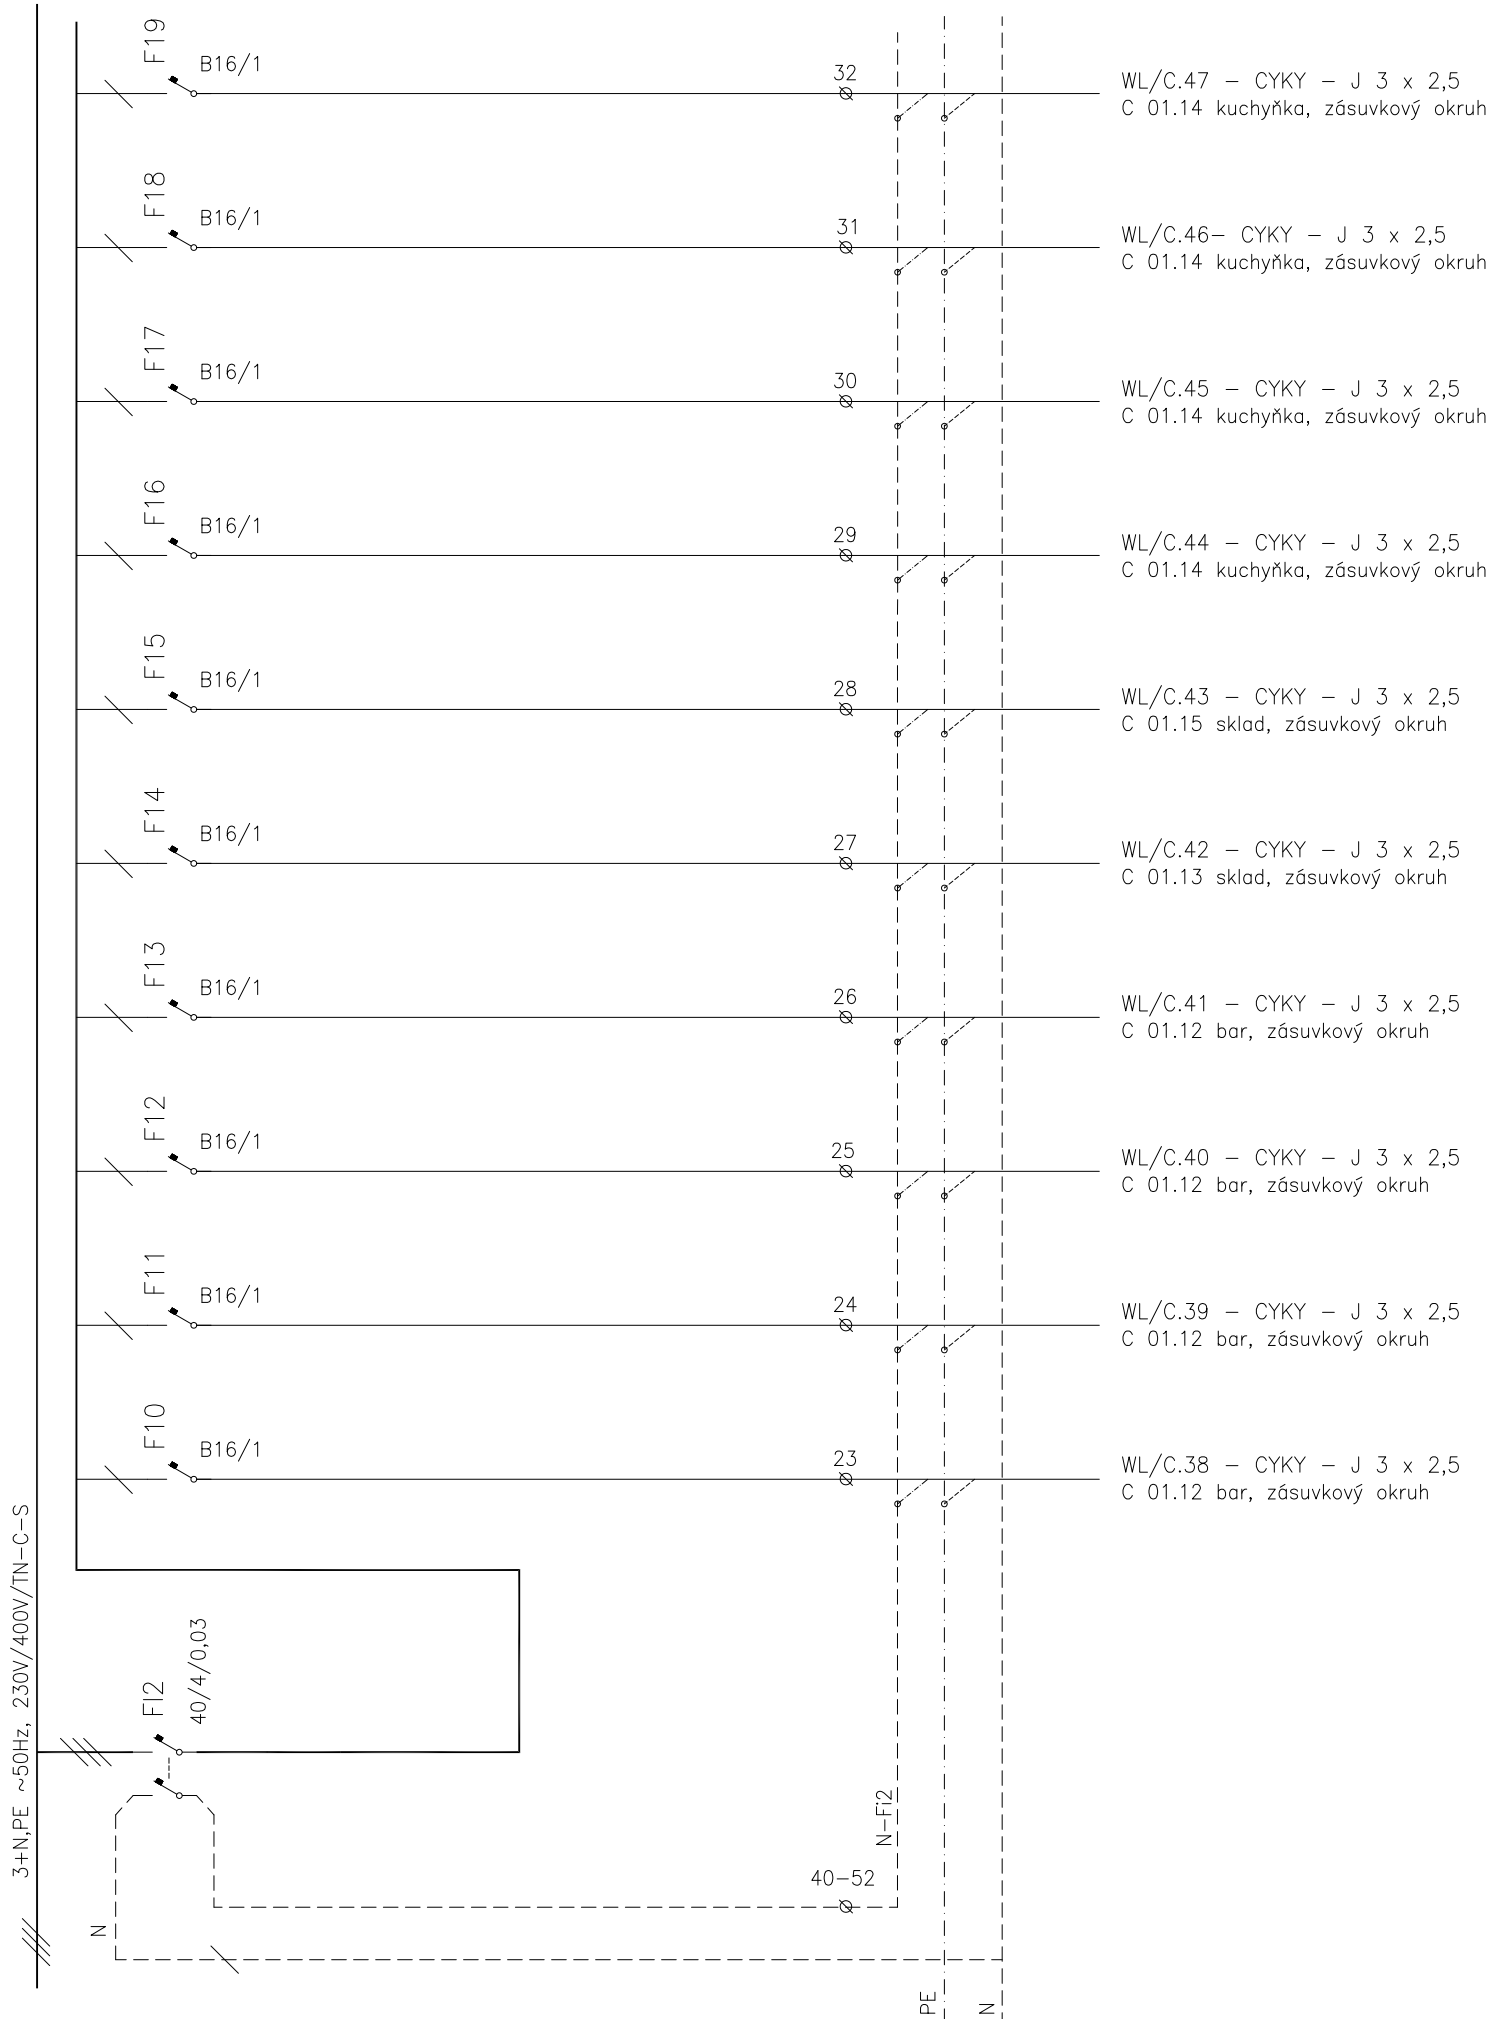 F19
B16/1
32
WL/C.47 – CYKY – J 3 x 2,5
C 01.14 kuchyňka, zásuvkový okruh
F18
B16/1
31
WL/C.46– CYKY – J 3 x 2,5
C 01.14 kuchyňka, zásuvkový okruh
F17
B16/1
30
WL/C.45 – CYKY – J 3 x 2,5
C 01.14 kuchyňka, zásuvkový okruh
F16
B16/1
29
WL/C.44 – CYKY – J 3 x 2,5
C 01.14 kuchyňka, zásuvkový okruh
F15
B16/1
28
WL/C.43 – CYKY – J 3 x 2,5
C 01.15 sklad, zásuvkový okruh
F14
B16/1
27
WL/C.42 – CYKY – J 3 x 2,5
C 01.13 sklad, zásuvkový okruh
F13
B16/1
26
WL/C.41 – CYKY – J 3 x 2,5
C 01.12 bar, zásuvkový okruh
F12
B16/1
25
WL/C.40 – CYKY – J 3 x 2,5
C 01.12 bar, zásuvkový okruh
F11
B16/1
24
WL/C.39 – CYKY – J 3 x 2,5
C 01.12 bar, zásuvkový okruh
F10
B16/1
23
WL/C.38 – CYKY – J 3 x 2,5
C 01.12 bar, zásuvkový okruh
3+N,PE ~50Hz, 230V/400V/TN–C–S
FI2
40/4/0,03
N–Fi2
40–52
N
PE
N